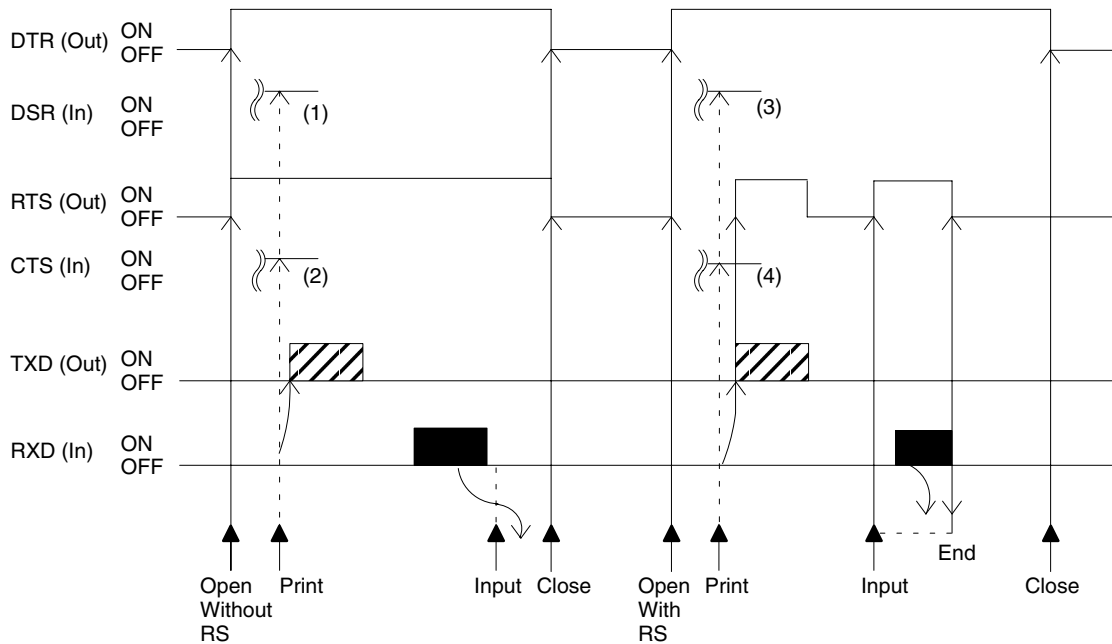 DTR (Out) ON
OFF
DSR (In) ON
OFF
(1) (3)
RTS (Out) ON
OFF
CTS (In) ON
OFF
(2) (4)
TXD (Out) ON
OFF
RXD (In) ON
OFF
End
Open
Without
RS
Print
Input
Close
Open
With
RS
Print
Input
Close